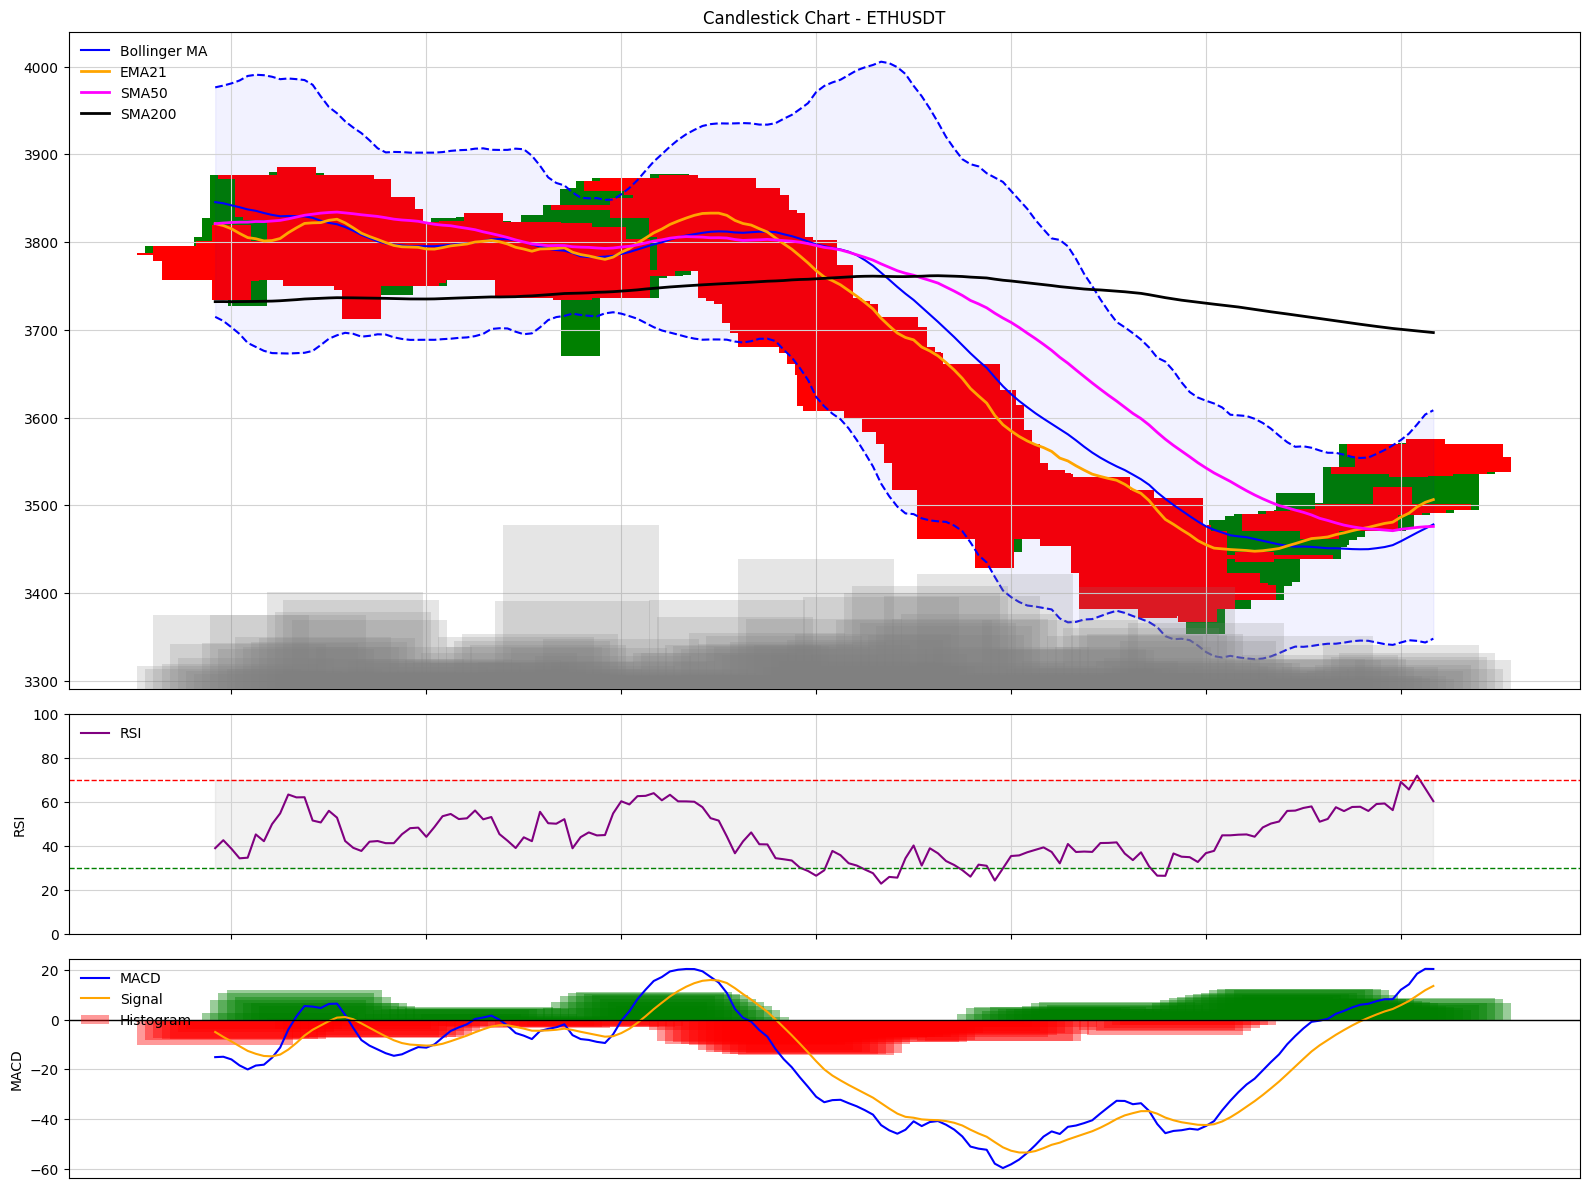 Candlestick Chart - ETHUSDT
Bollinger MA
EMA21
SMA50
SMA200
4000
3900
3800
3700
3600
3500
3400
3300
RSI
RSI
100
80
60
40
20
0
MACD
Signal
Histogram
MACD
20
0
−20
−40
−60